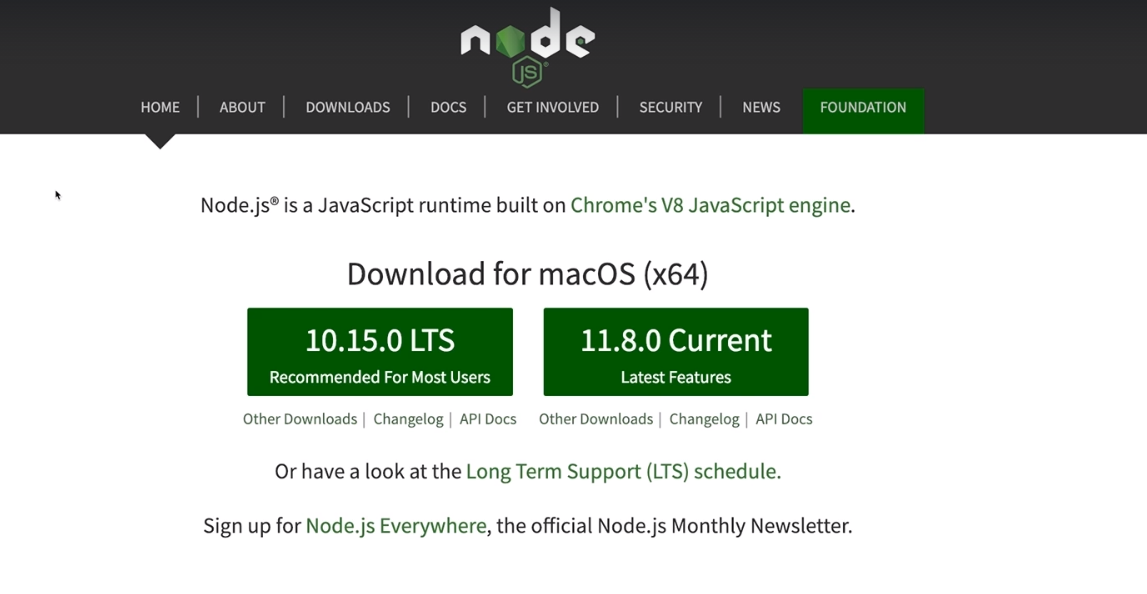 node
JS
HOME | ABOUT | DOWNLOADS | DOCS | GET INVOLVED | SECURITY | NEWS FOUNDATION
Node.js® is a JavaScript runtime built on Chrome's V8 JavaScript engine.
Download for macOS (x64)
10.15.0 LTS
Recommended For Most Users
11.8.0 Current
Latest Features
Other Downloads | Changelog | API Docs
Other Downloads | Changelog | API Docs
Or have a look at the Long Term Support (LTS) schedule.
Sign up for Node.js Everywhere, the official Node.js Monthly Newsletter.